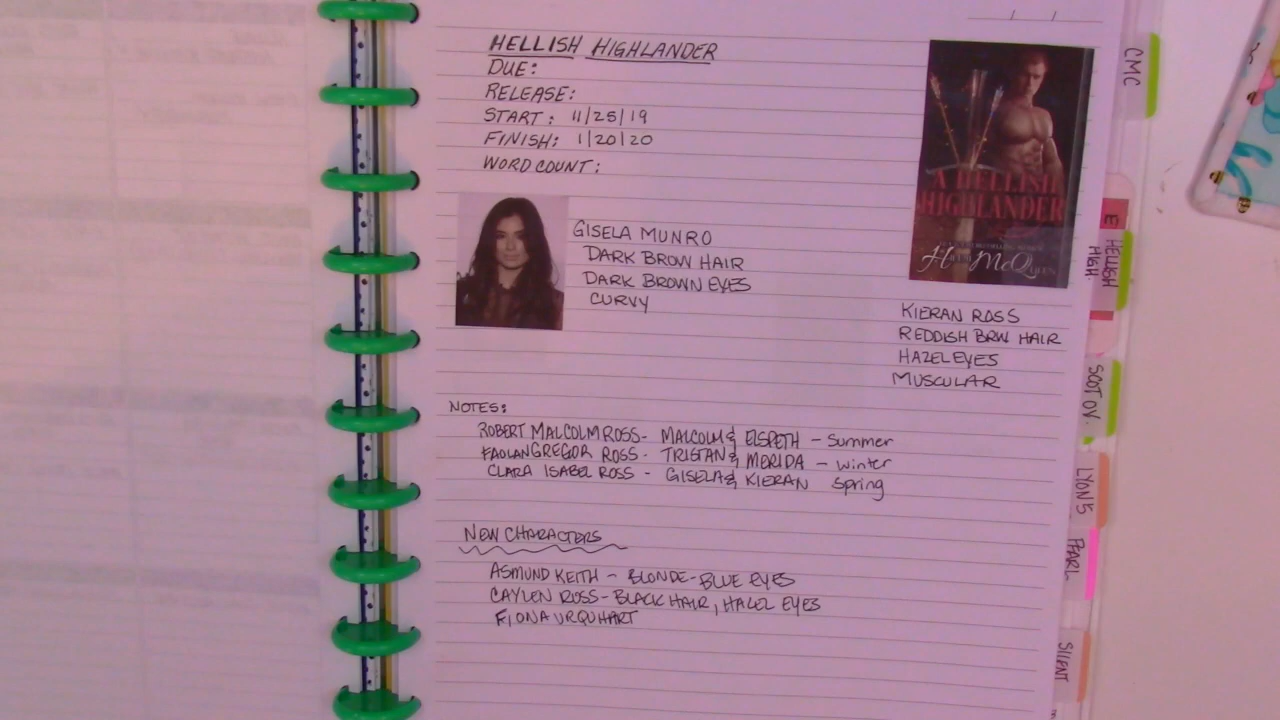 HELLISH HIGHLANDER
DUE:
RELEASE:
START: 11/25/19
FINISH: 1/20/20
WORD COUNT:
GISELA MUNRO
DARK BROW HAIR
DARK BROWN EYES
CURVY
A HELLISH
HIGHLANDER
KIERAN ROSS
REDDISH BRW HAIR
HAZEL EYES
MUSCULAR
NOTES:
ROBERT MALCOLM ROSS- MALCOLM & ELSPETH - Summer
FAOLAN GREGOR ROSS- TRISTAN & MERIDA - Winter
CLARA ISABEL ROSS - GISELA & KIERAN Spring
NEW CHARACTERS
ASMUND KEITH - BLONDE-BLUE EYES
CAYLEN ROSS- BLACK HAIR, HAZEL EYES
FIONA URQUHART
CMC
E
HELLISH
HIGH.
SCOT OV.
LYON 5
PEARL
SILENT